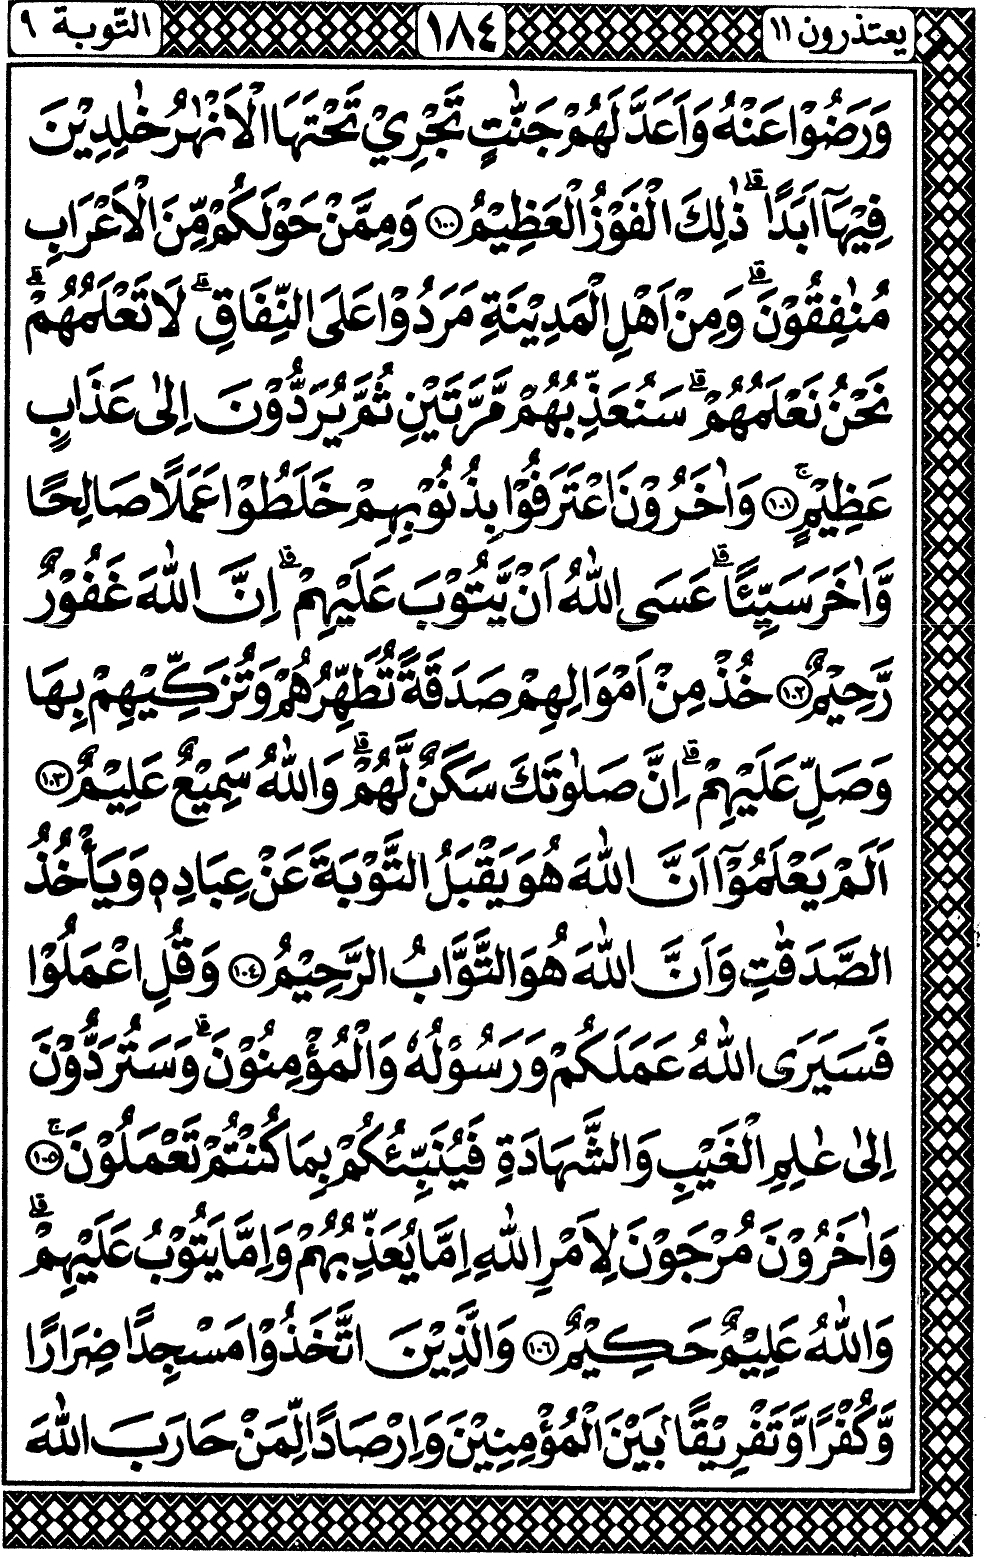 يعتذرون ١١
١٨٤
التّوبة ٩
وَرَضُوْا عَنْهُ وَاَعَدَّ لَهُمْ جَنّٰتٍ تَجْرِيْ تَحْتَهَا الْاَنْهٰرُ خٰلِدِيْنَ
فِيْهَاۤ اَبَدًا ؕ ذٰلِكَ الْفَوْزُ الْعَظِيْمُ ۝١٠٠ وَمِمَّنْ حَوْلَكُمْ مِّنَ الْاَعْرَابِ
مُنٰفِقُوْنَ ۛؕ وَمِنْ اَهْلِ الْمَدِيْنَةِ مَرَدُوْا عَلَى النِّفَاقِ ۛ۫ لَا تَعْلَمُهُمْ ؕ
نَحْنُ نَعْلَمُهُمْ ؕ سَنُعَذِّبُهُمْ مَّرَّتَيْنِ ثُمَّ يُرَدُّوْنَ اِلٰى عَذَابٍ
عَظِيْمٍ ۚ۝١٠١ وَاٰخَرُوْنَ اعْتَرَفُوْا بِذُنُوْبِهِمْ خَلَطُوْا عَمَلًا صَالِحًا
وَّاٰخَرَ سَيِّئًا ؕ عَسَى اللّٰهُ اَنْ يَّتُوْبَ عَلَيْهِمْ ؕ اِنَّ اللّٰهَ غَفُوْرٌ
رَّحِيْمٌ ۝١٠٢ خُذْ مِنْ اَمْوَالِهِمْ صَدَقَةً تُطَهِّرُهُمْ وَتُزَكِّيْهِمْ بِهَا
وَصَلِّ عَلَيْهِمْ ؕ اِنَّ صَلٰوتَكَ سَكَنٌ لَّهُمْ ؕ وَاللّٰهُ سَمِيْعٌ عَلِيْمٌ ۝١٠٣
اَلَمْ يَعْلَمُوْۤا اَنَّ اللّٰهَ هُوَ يَقْبَلُ التَّوْبَةَ عَنْ عِبَادِهٖ وَيَاْخُذُ
الصَّدَقٰتِ وَاَنَّ اللّٰهَ هُوَ التَّوَّابُ الرَّحِيْمُ ۝١٠٤ وَقُلِ اعْمَلُوْا
فَسَيَرَى اللّٰهُ عَمَلَكُمْ وَرَسُوْلُهٗ وَالْمُؤْمِنُوْنَ ؕ وَسَتُرَدُّوْنَ
اِلٰى عٰلِمِ الْغَيْبِ وَالشَّهَادَةِ فَيُنَبِّئُكُمْ بِمَا كُنْتُمْ تَعْمَلُوْنَ ۚ۝١٠٥
وَاٰخَرُوْنَ مُرْجَوْنَ لِاَمْرِ اللّٰهِ اِمَّا يُعَذِّبُهُمْ وَاِمَّا يَتُوْبُ عَلَيْهِمْ ؕ
وَاللّٰهُ عَلِيْمٌ حَكِيْمٌ ۝١٠٦ وَالَّذِيْنَ اتَّخَذُوْا مَسْجِدًا ضِرَارًا
وَّكُفْرًا وَّتَفْرِيْقًاۢ بَيْنَ الْمُؤْمِنِيْنَ وَاِرْصَادًا لِّمَنْ حَارَبَ اللّٰهَ